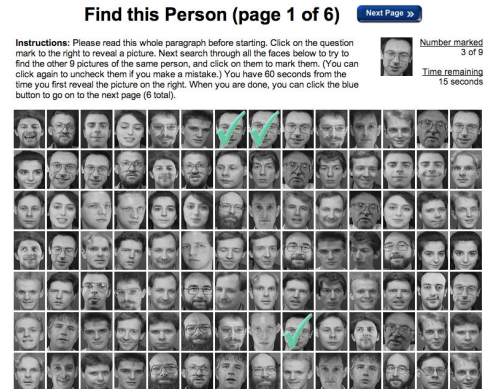 Find this Person (page 1 of 6)
Next Page »
Instructions: Please read this whole paragraph before starting. Click on the question
mark to the right to reveal a picture. Next search through all the faces below to try to
find the other 9 pictures of the same person, and click on them to mark them. (You can
click again to uncheck them if you make a mistake.) You have 60 seconds from the
time you first reveal the picture on the right. When you are done, you can click the blue
button to go on to the next page (6 total).
Number marked
3 of 9
Time remaining
15 seconds